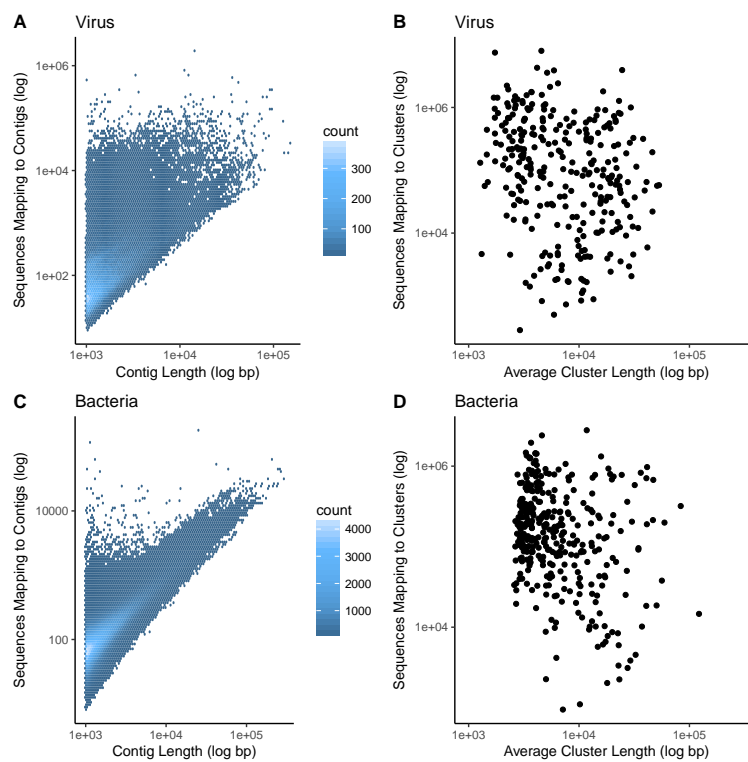 A
Virus
Sequences Mapping to Contigs (log)
1e+06
1e+04
1e+02
1e+03
1e+04
1e+05
Contig Length (log bp)
count
300
200
100
B
Virus
Sequences Mapping to Clusters (log)
1e+06
1e+04
1e+03
1e+04
1e+05
Average Cluster Length (log bp)
C
Bacteria
Sequences Mapping to Contigs (log)
10000
100
1e+03
1e+04
1e+05
Contig Length (log bp)
count
4000
3000
2000
1000
D
Bacteria
Sequences Mapping to Clusters (log)
1e+06
1e+04
1e+03
1e+04
1e+05
Average Cluster Length (log bp)